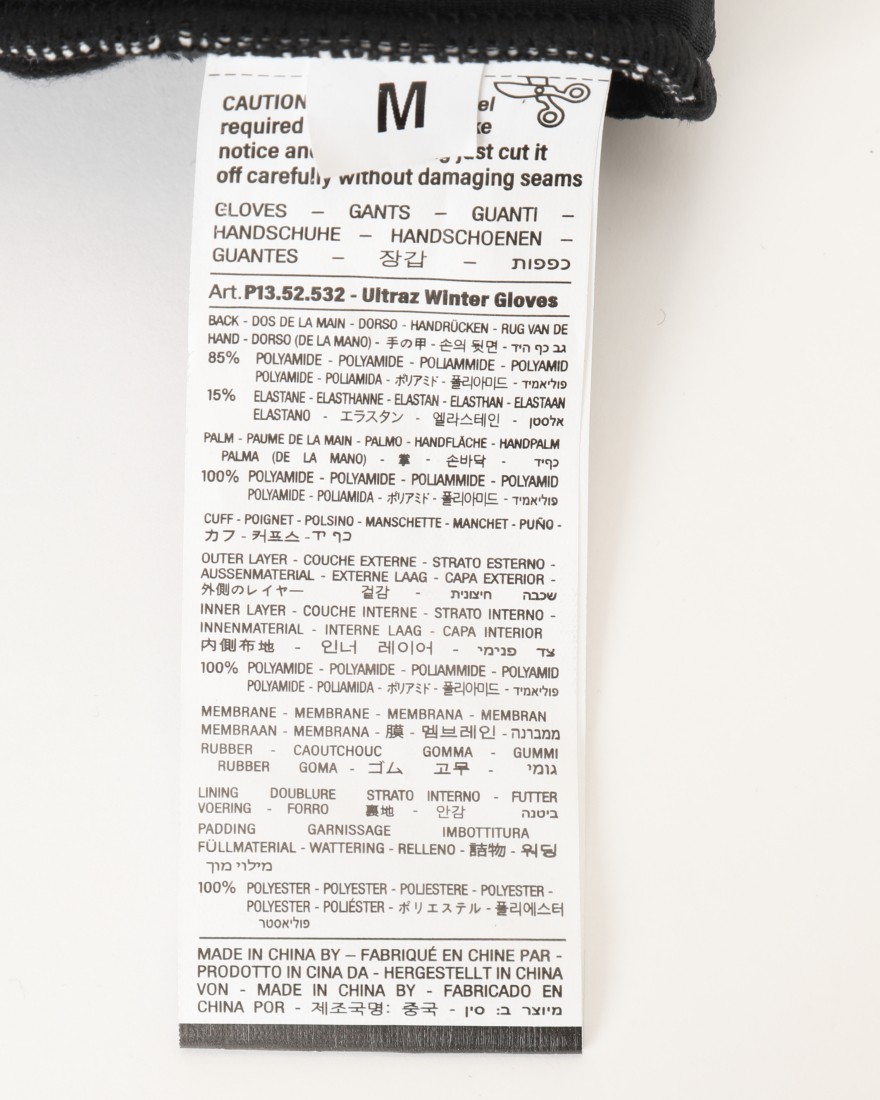 M
CAUTION el
required ke
notice and just cut it
off carefully without damaging seams
GLOVES – GANTS – GUANTI –
HANDSCHUHE – HANDSCHOENEN –
GUANTES – 장갑 – כפפות
Art.P13.52.532 - Ultraz Winter Gloves
BACK - DOS DE LA MAIN - DORSO - HANDRÜCKEN - RUG VAN DE
HAND - DORSO (DE LA MANO) - 手の甲 - 손의 뒷면 - גב כף היד
85% POLYAMIDE - POLYAMIDE - POLIAMMIDE - POLYAMID
POLYAMIDE - POLIAMIDA - ポリアミド - 폴리아미드 - פוליאמיד
15% ELASTANE - ELASTHANNE - ELASTAN - ELASTHAN - ELASTAAN
ELASTANO - エラスタン - 엘라스테인 - אלסטן
PALM - PAUME DE LA MAIN - PALMO - HANDFLÄCHE - HANDPALM
PALMA (DE LA MANO) - 掌 - 손바닥 - כף יד
100% POLYAMIDE - POLYAMIDE - POLIAMMIDE - POLYAMID
POLYAMIDE - POLIAMIDA - ポリアミド - 폴리아미드 - פוליאמיד
CUFF - POIGNET - POLSINO - MANSCHETTE - MANCHET - PUÑO -
カフ - 커프스 - כף יד
OUTER LAYER - COUCHE EXTERNE - STRATO ESTERNO -
AUSSENMATERIAL - EXTERNE LAAG - CAPA EXTERIOR -
外側のレイヤー 겉감 - שכבה חיצונית
INNER LAYER - COUCHE INTERNE - STRATO INTERNO -
INNENMATERIAL - INTERNE LAAG - CAPA INTERIOR
内側布地 - 인너 레이어 - צד פנימי
100% POLYAMIDE - POLYAMIDE - POLIAMMIDE - POLYAMID
POLYAMIDE - POLIAMIDA - ポリアミド - 폴리아미드 - פוליאמיד
MEMBRANE - MEMBRANE - MEMBRANA - MEMBRAN
MEMBRAAN - MEMBRANA - 膜 - 멤브레인 - ממברנה
RUBBER - CAOUTCHOUC GOMMA - GUMMI
RUBBER GOMA - ゴム 고무 - גומי
LINING DOUBLURE STRATO INTERNO - FUTTER
VOERING - FORRO 裏地 - 안감 ביטנה
PADDING GARNISSAGE IMBOTTITURA
FÜLLMATERIAL - WATTERING - RELLENO - 詰物 - 워딩
מילוי מוך
100% POLYESTER - POLYESTER - POLIESTERE - POLYESTER -
POLYESTER - POLIÉSTER - ポリエステル - 폴리에스터
פוליאסטר
MADE IN CHINA BY – FABRIQUÉ EN CHINE PAR -
PRODOTTO IN CINA DA - HERGESTELLT IN CHINA
VON - MADE IN CHINA BY - FABRICADO EN
CHINA POR - 제조국명: 중국 - מיוצר ב: סין